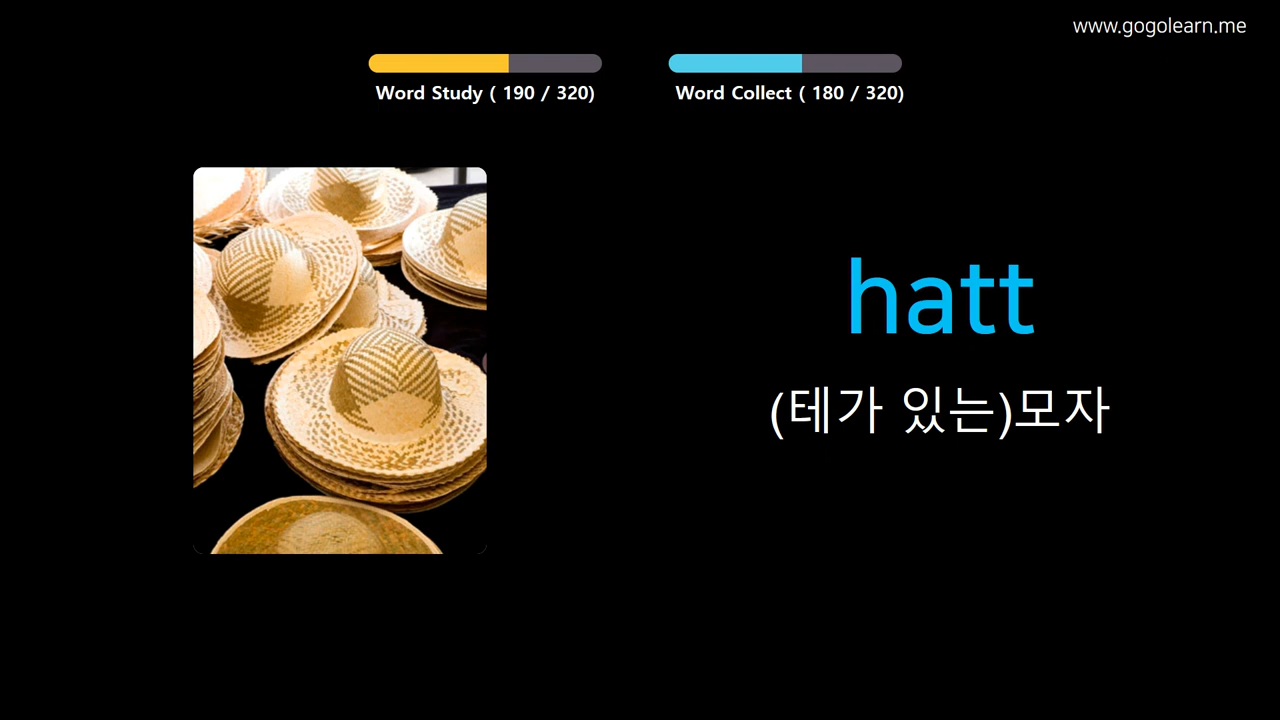 www.gogolearn.me
Word Study ( 190 / 320)
Word Collect ( 180 / 320)
hatt
(테가 있는)모자